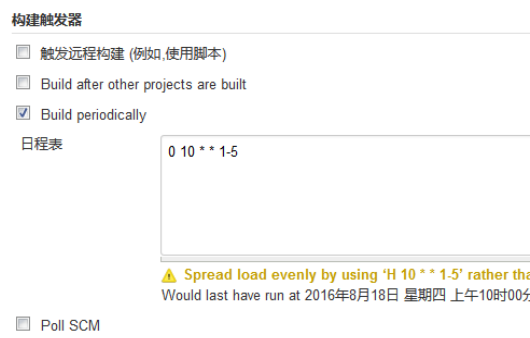 构建触发器
触发远程构建 (例如,使用脚本)
Build after other projects are built
Build periodically
日程表
0 10 * * 1-5
Spread load evenly by using ‘H 10 * * 1-5’ rather
Would last have run at 2016年8月18日 星期四 上午10时00分
Poll SCM